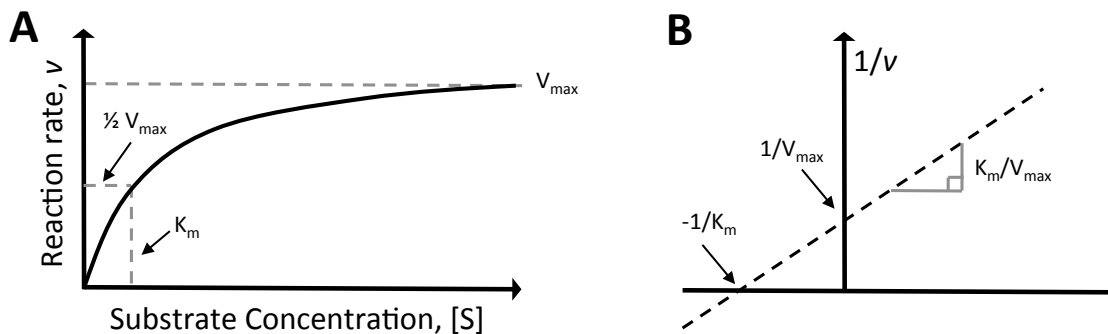 A
Reaction rate, v
½ Vmax
Vmax
Km
Substrate Concentration, [S]
B
1/v
1/Vmax
Km/Vmax
-1/Km